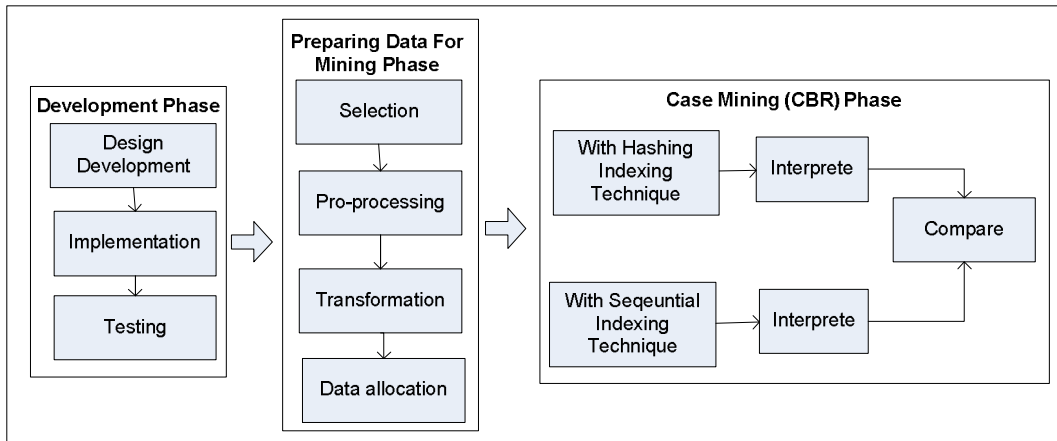 Development Phase
Design
Development
Implementation
Testing
Preparing Data For
Mining Phase
Selection
Pro-processing
Transformation
Data allocation
Case Mining (CBR) Phase
With Hashing
Indexing
Technique
Interprete
With Seqeuntial
Indexing
Technique
Interprete
Compare